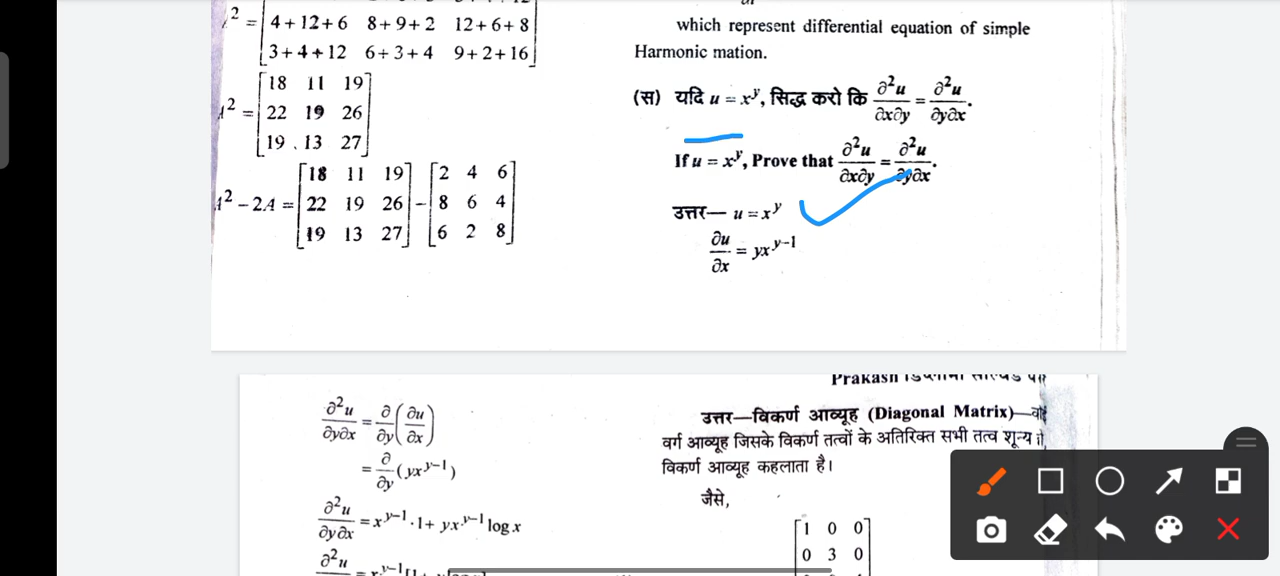 ² = [4+12+6 8+9+2 12+6+8
3+4+12 6+3+4 9+2+16]
² = [18 11 19
22 19 26
19 13 27]
² − 2A = [18 11 19
22 19 26
19 13 27] − [2 4 6
8 6 4
6 2 8]
which represent differential equation of simple
Harmonic mation.
(स) यदि u = x^y, सिद्ध करो कि ∂²u/∂x∂y = ∂²u/∂y∂x.
If u = x^y, Prove that ∂²u/∂x∂y = ∂²u/∂y∂x.
उत्तर— u = x^y
∂u/∂x = yx^(y−1)
∂²u/∂y∂x = ∂/∂y(∂u/∂x)
= ∂/∂y (yx^(y−1))
∂²u/∂y∂x = x^(y−1)·1 + yx^(y−1) log x
∂²u
Prakash
उत्तर—विकर्ण आव्यूह (Diagonal Matrix)—
वर्ग आव्यूह जिसके विकर्ण तत्वों के अतिरिक्त सभी तत्व शून्य
विकर्ण आव्यूह कहलाता है।
जैसे,
[1 0 0]
0 3 0